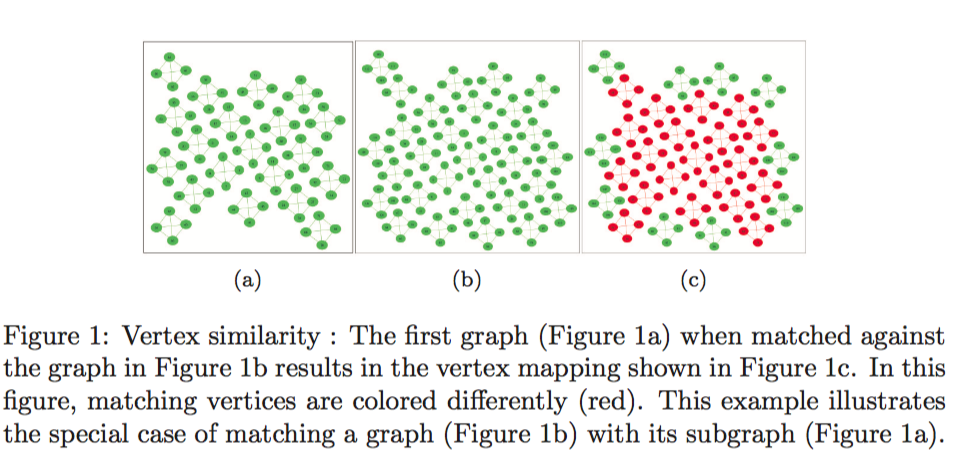 (a) (b) (c)
Figure 1: Vertex similarity : The first graph (Figure 1a) when matched against
the graph in Figure 1b results in the vertex mapping shown in Figure 1c. In this
figure, matching vertices are colored differently (red). This example illustrates
the special case of matching a graph (Figure 1b) with its subgraph (Figure 1a).